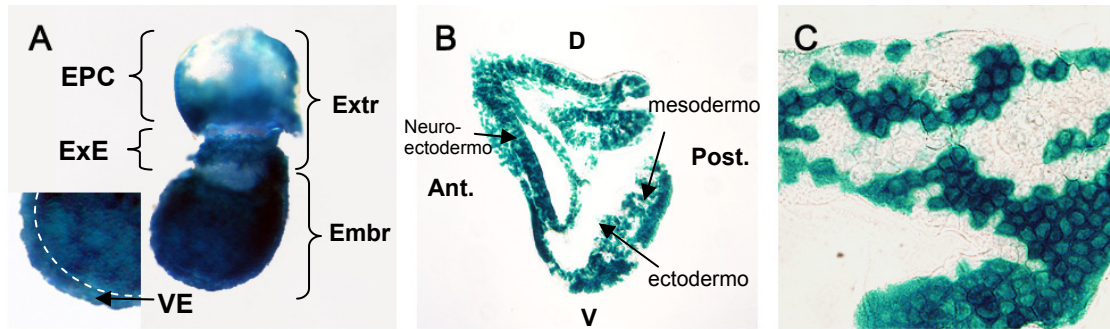 A
EPC
ExE
Extr
Embr
VE
B
D
Neuro-
ectodermo
mesodermo
Ant.
Post.
ectodermo
V
C